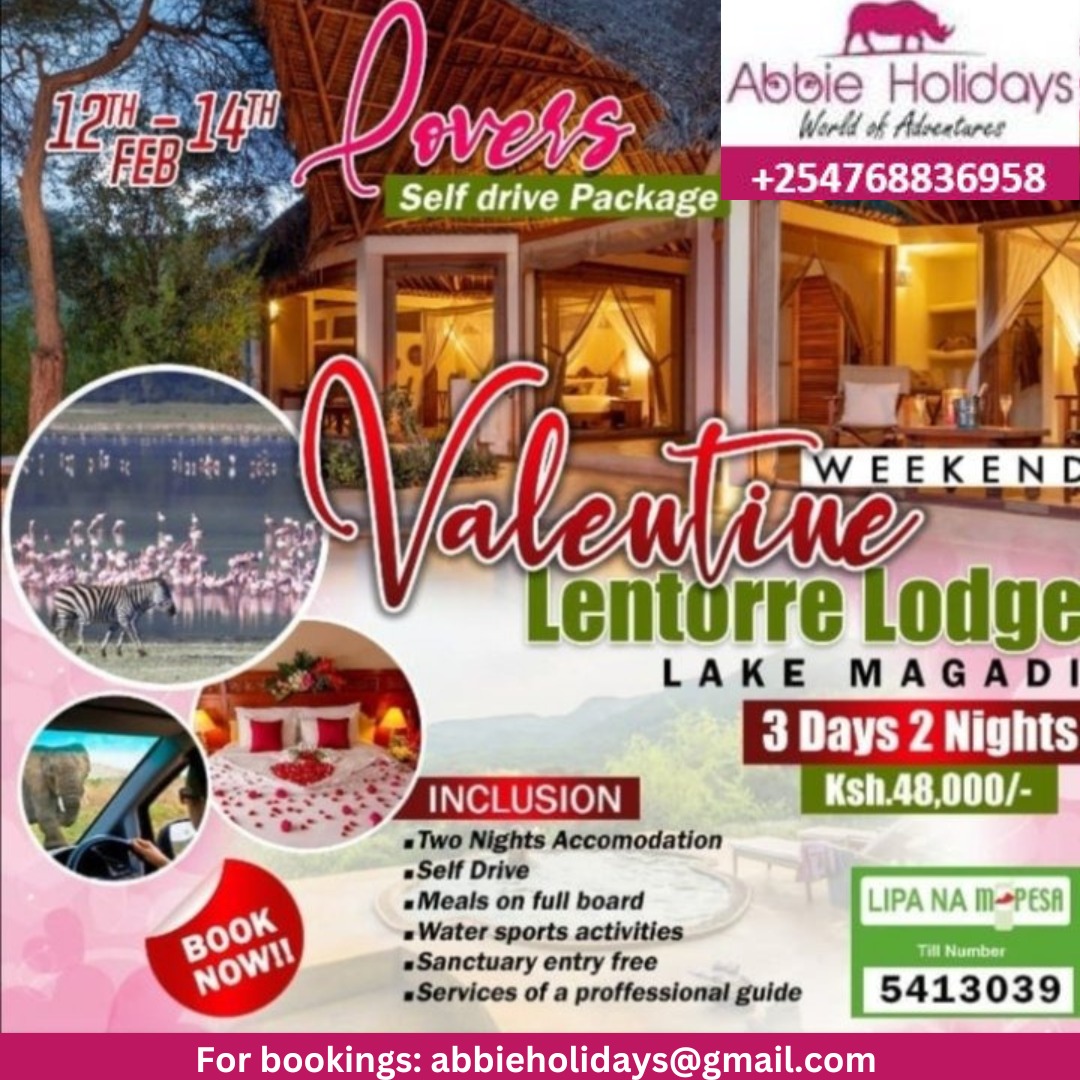 12TH - 14TH
FEB
lovers
Self drive Package
Abbie Holidays
World of Adventures
+254768836958
Valentine
WEEKEND
Lentorre Lodge
LAKE MAGADI
3 Days 2 Nights
Ksh.48,000/-
INCLUSION
▪Two Nights Accomodation
▪Self Drive
▪Meals on full board
▪Water sports activities
▪Sanctuary entry free
▪Services of a proffessional guide
BOOK
NOW!!
LIPA NA M-PESA
Till Number
5413039
For bookings: abbieholidays@gmail.com